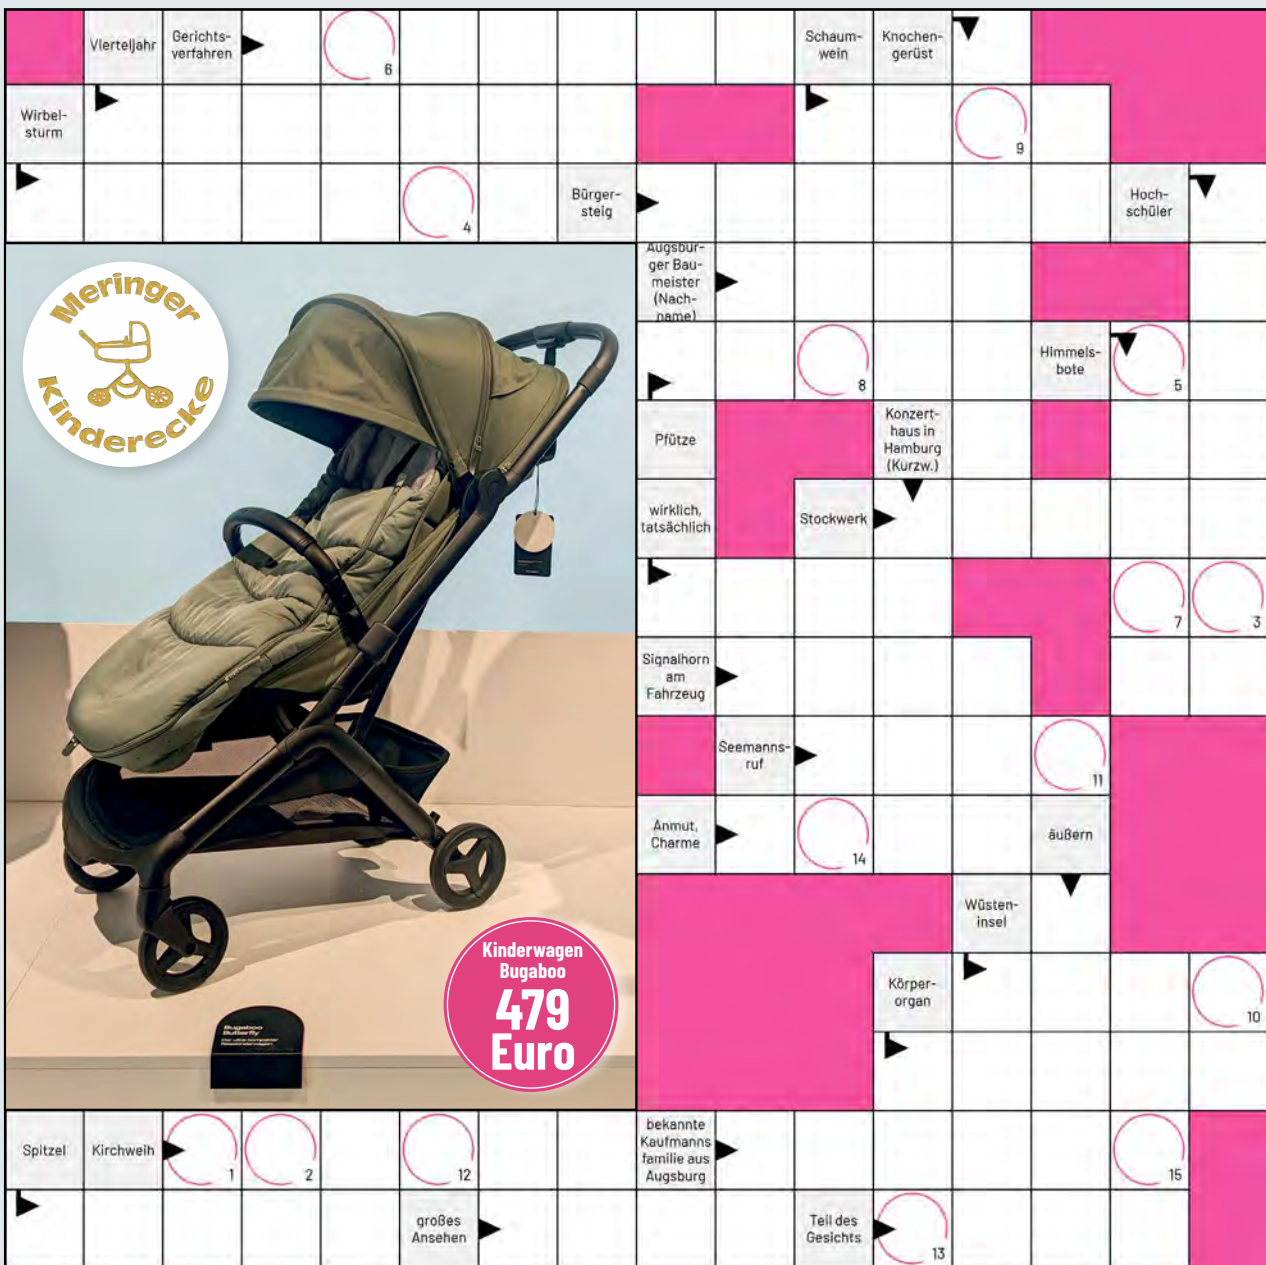 Vierteljahr
Gerichts-
verfahren
6
Schaum-
wein
Knochen-
gerüst
Wirbel-
sturm
9
4
Bürger-
steig
Hoch-
schüler
Augsbur-
ger Bau-
meister
(Nach-
name)
Meringer
Kinderecke
8
Himmels-
bote
5
Pfütze
Konzert-
haus in
Hamburg
(Kurzw.)
wirklich,
tatsächlich
Stockwerk
7
3
Signalhorn
am
Fahrzeug
Seemanns-
ruf
11
Anmut,
Charme
14
äußern
Wüsten-
insel
Kinderwagen
Bugaboo
479
Euro
Körper-
organ
10
Bugaboo
Butterfly
Spitzel
Kirchweih
1
2
12
bekannte
Kaufmanns
familie aus
Augsburg
15
großes
Ansehen
Teil des
Gesichts
13